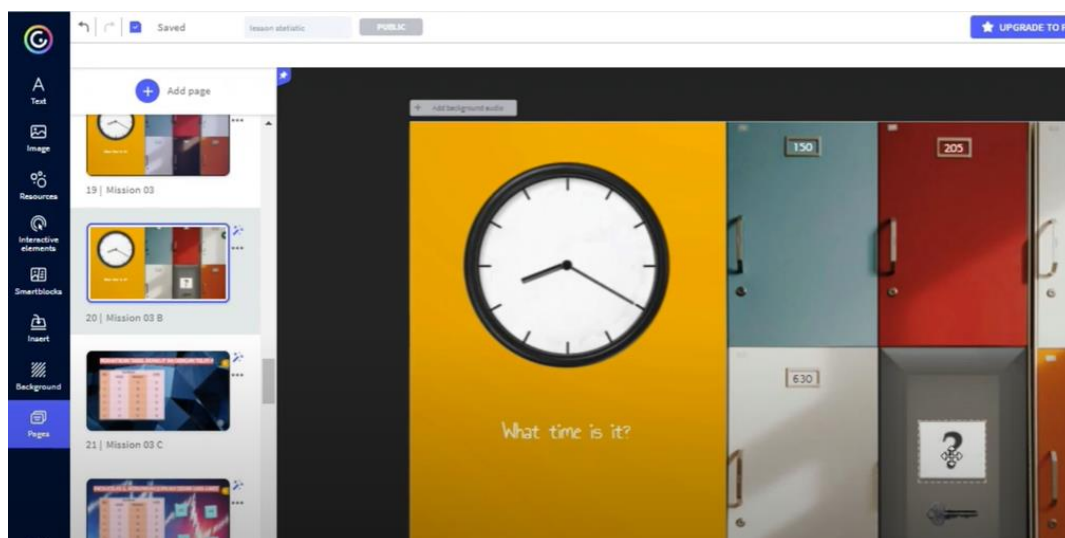 Saved
lesson statistic
PUBLIC
UPGRADE TO
Text
Image
Resources
Interactive
elements
Smartblocks
Insert
Background
Pages
Add page
19 | Mission 03
20 | Mission 03 B
21 | Mission 03 C
Add background audio
150
205
630
What time is it?
?